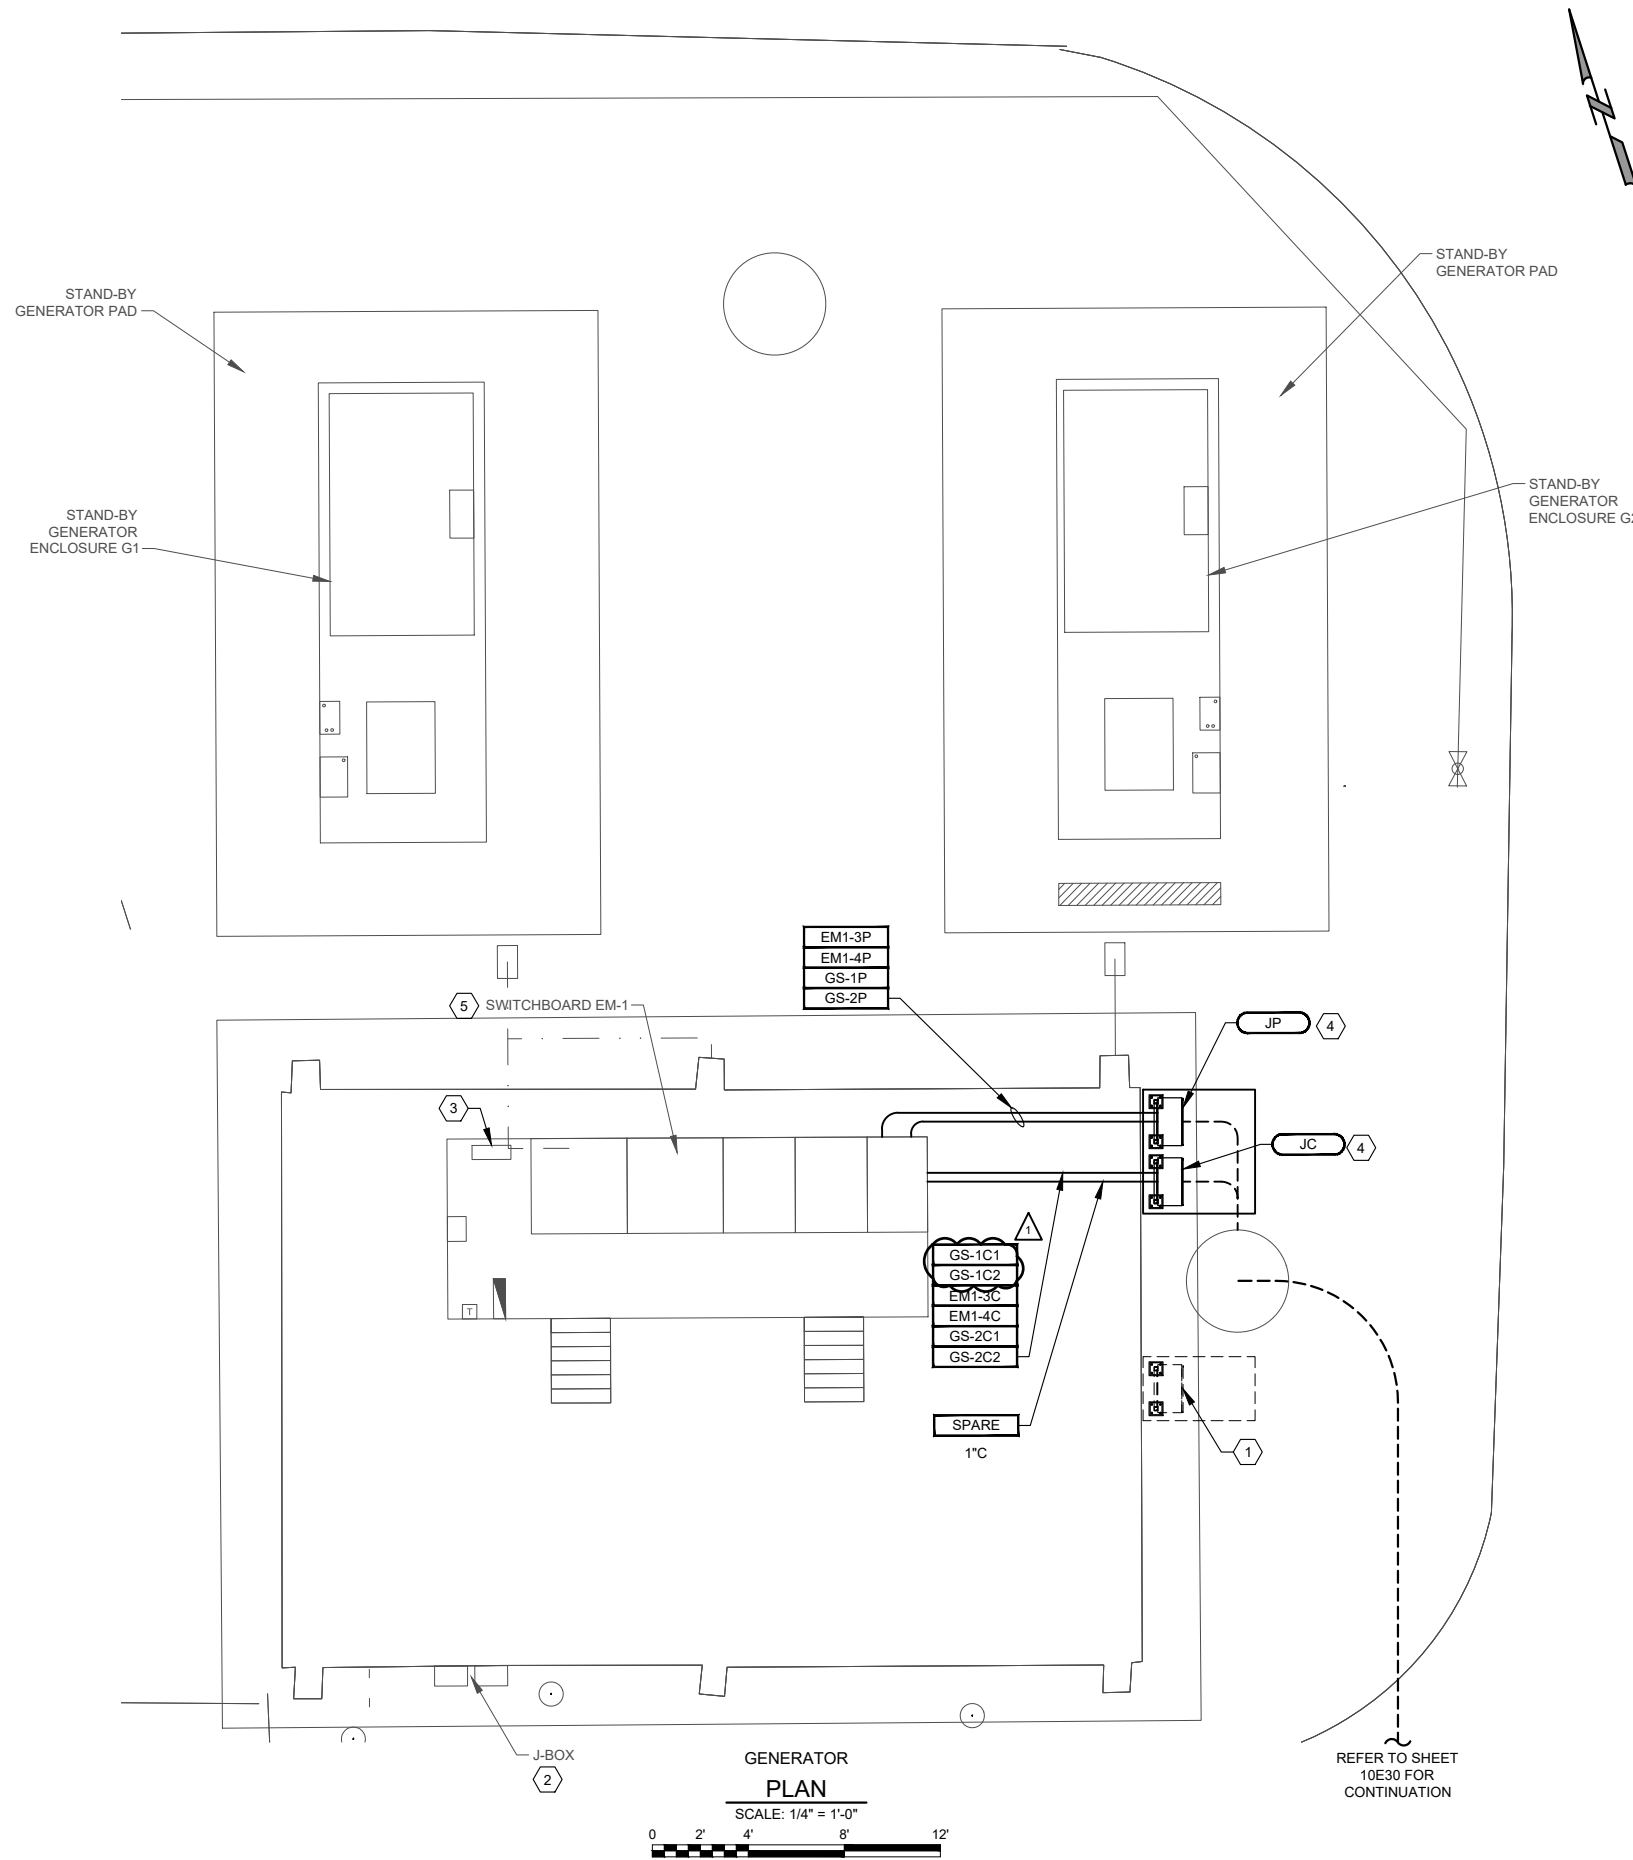 STAND-BY
GENERATOR PAD
STAND-BY
GENERATOR PAD
STAND-BY
GENERATOR
ENCLOSURE G1
STAND-BY
GENERATOR
ENCLOSURE G2
EM1-3P
EM1-4P
GS-1P
GS-2P
5 SWITCHBOARD EM-1
JP 4
3
JC 4
1
GS-1C1
GS-1C2
EM1-3C
EM1-4C
GS-2C1
GS-2C2
T
SPARE
1"C
1
J-BOX
2
GENERATOR
PLAN
SCALE: 1/4" = 1'-0"
0 2' 4' 8' 12'
REFER TO SHEET
10E30 FOR
CONTINUATION